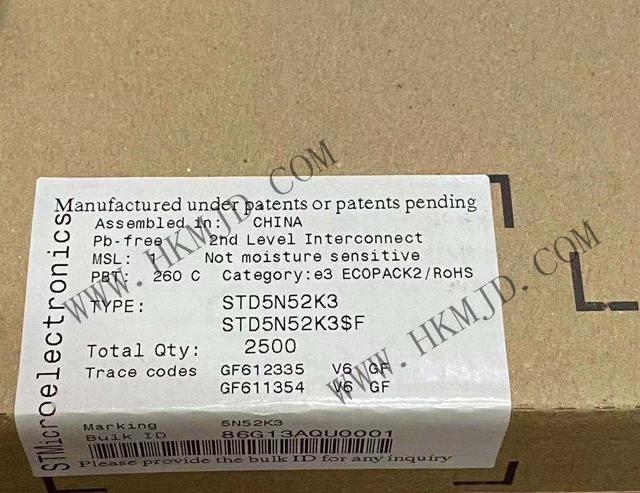 Manufactured under patents or patents pending
Assembled in: CHINA
Pb-free 2nd Level Interconnect
MSL: 1 Not moisture sensitive
PBT: 260 C Category:e3 ECOPACK2/RoHS
TYPE: STD5N52K3
STD5N52K3$F
Total Qty: 2500
Trace codes GF612335 V6 GF
GF611354 V6 GF
Marking 5N52K3
Bulk ID 86G13AQU0001
Please provide the bulk ID for any inquiry
STMicroelectronics
WWW.HKMJD.COM
WWW.HKMJD.COM